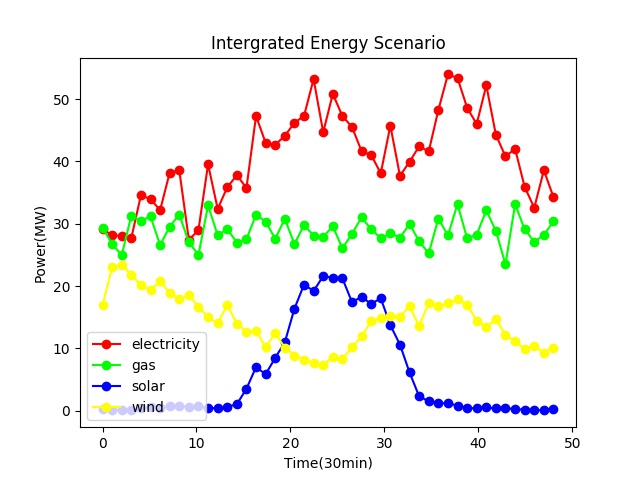 Intergrated Energy Scenario
Power(MW)
50
40
30
20
10
0
electricity
gas
solar
wind
0 10 20 30 40 50
Time(30min)